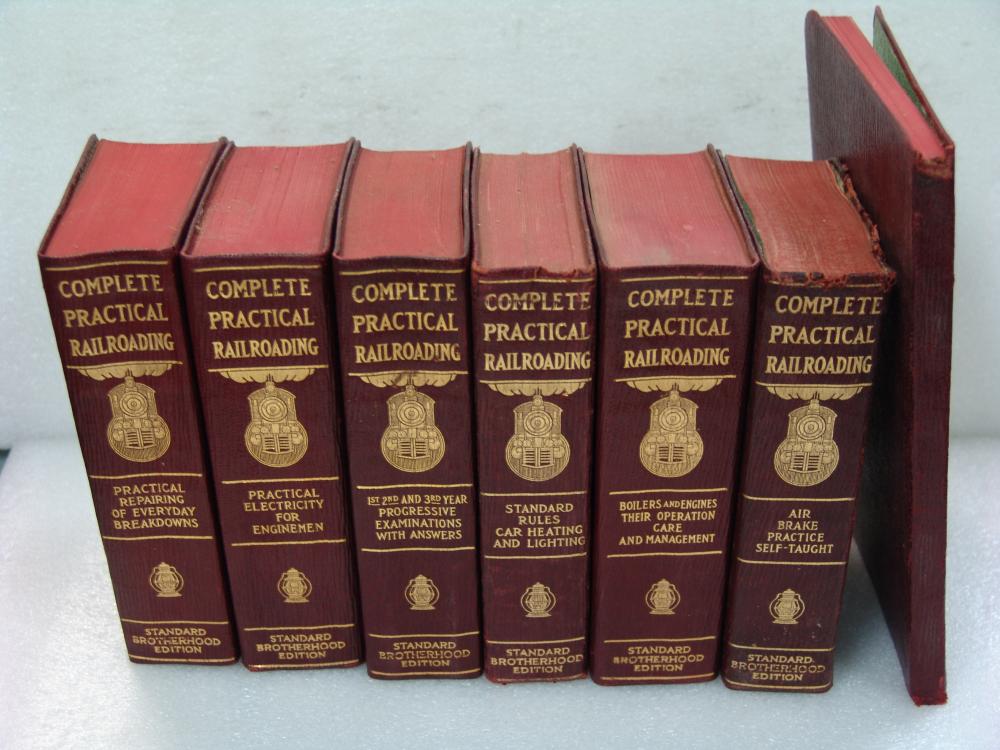 COMPLETE
PRACTICAL
RAILROADING
PRACTICAL
REPAIRING
OF EVERYDAY
BREAKDOWNS
STANDARD
BROTHERHOOD
EDITION
COMPLETE
PRACTICAL
RAILROADING
PRACTICAL
ELECTRICITY
FOR
ENGINEMEN
STANDARD
BROTHERHOOD
EDITION
COMPLETE
PRACTICAL
RAILROADING
1ST 2ND AND 3RD YEAR
PROGRESSIVE
EXAMINATIONS
WITH ANSWERS
STANDARD
BROTHERHOOD
EDITION
COMPLETE
PRACTICAL
RAILROADING
STANDARD
RULES
CAR HEATING
AND LIGHTING
STANDARD
BROTHERHOOD
EDITION
COMPLETE
PRACTICAL
RAILROADING
BOILERS AND ENGINES
THEIR OPERATION
CARE
AND MANAGEMENT
STANDARD
BROTHERHOOD
EDITION
COMPLETE
PRACTICAL
RAILROADING
AIR
BRAKE
PRACTICE
SELF-TAUGHT
STANDARD
BROTHERHOOD
EDITION